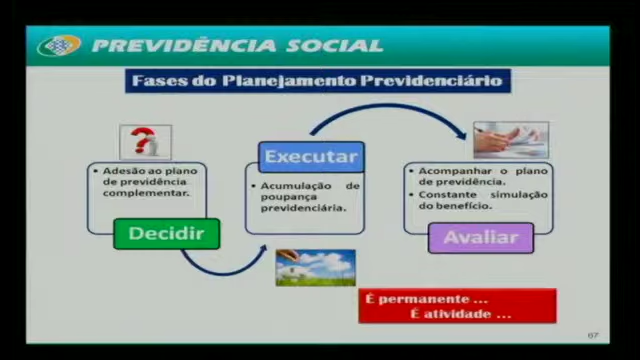 PREVIDÊNCIA SOCIAL
Fases do Planejamento Previdenciário
• Adesão ao plano
de previdência
complementar.
Decidir
Executar
• Acumulação de
poupança
previdenciária.
• Acompanhar o plano
de previdência.
• Constante simulação
do benefício.
Avaliar
É permanente ...
É atividade ...
67